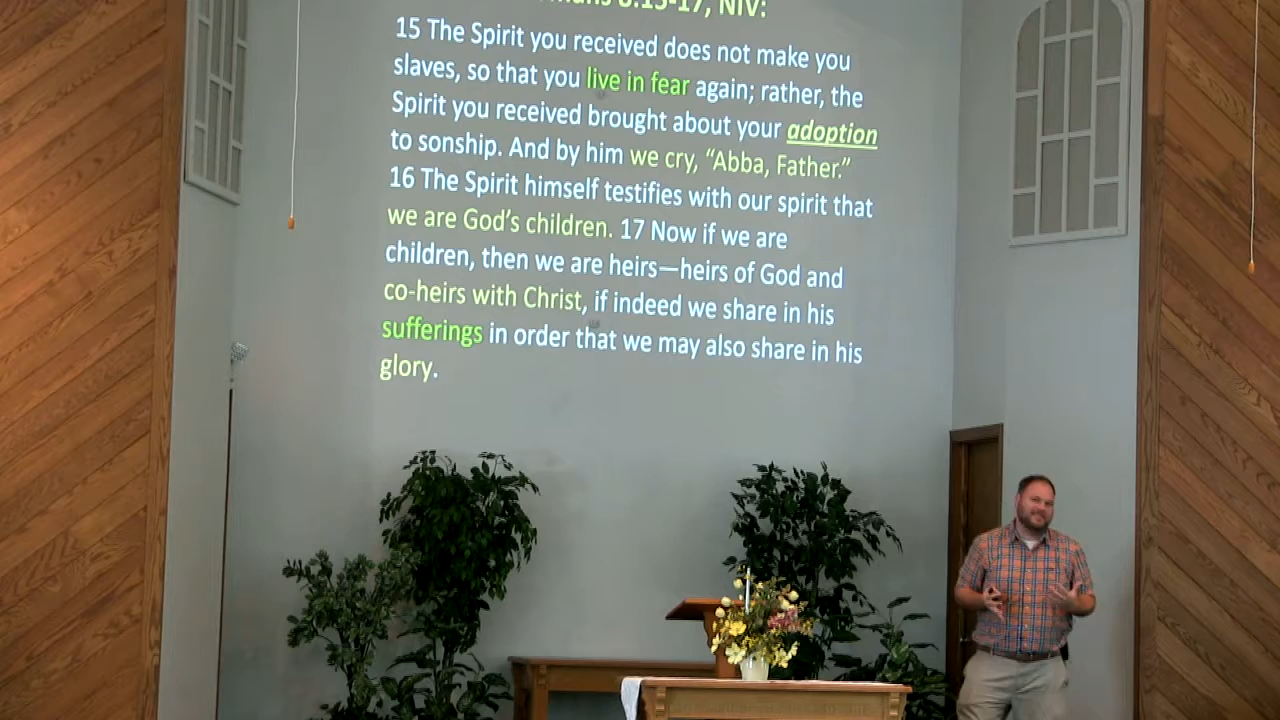 8:15-17, NIV:
15 The Spirit you received does not make you
slaves, so that you live in fear again; rather, the
Spirit you received brought about your adoption
to sonship. And by him we cry, “Abba, Father.”
16 The Spirit himself testifies with our spirit that
we are God’s children. 17 Now if we are
children, then we are heirs—heirs of God and
co-heirs with Christ, if indeed we share in his
sufferings in order that we may also share in his
glory.